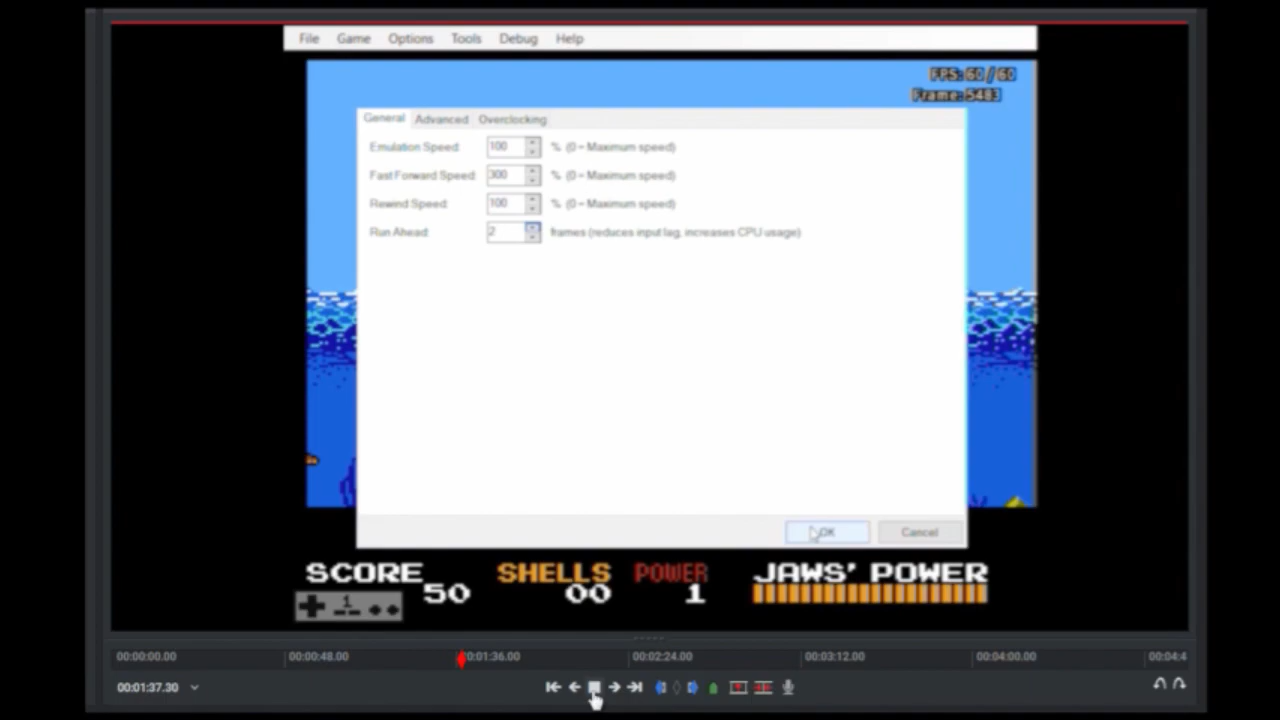 File Game Options Tools Debug Help
FPS: 60 / 60
Frame: 5483
General Advanced Overclocking
Emulation Speed: 100 % (0 = Maximum speed)
Fast Forward Speed: 300 % (0 = Maximum speed)
Rewind Speed: 100 % (0 = Maximum speed)
Run Ahead: 2 frames (reduces input lag, increases CPU usage)
OK Cancel
SCORE SHELLS POWER JAWS' POWER
50 00 1
1
00:00:00.00 00:00:48.00 00:01:36.00 00:02:24.00 00:03:12.00 00:04:00.00 00:04:4
00:01:37.30